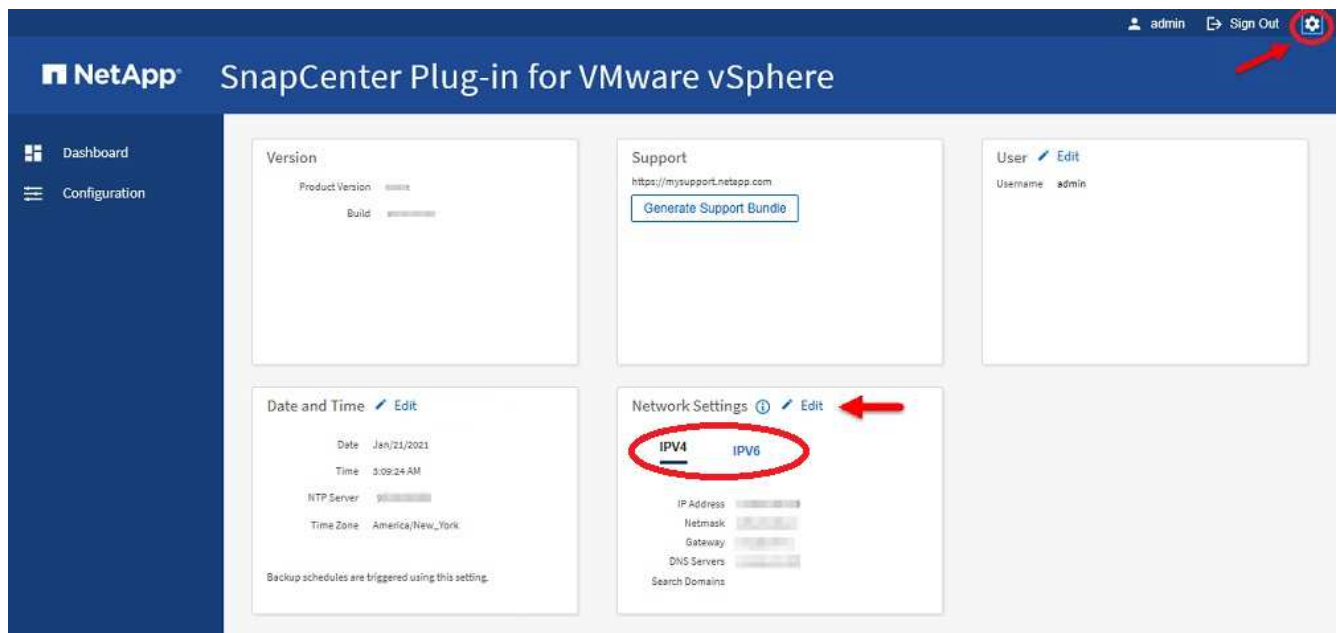 admin Sign Out
NetApp SnapCenter Plug-in for VMware vSphere
Dashboard
Configuration
Version
Product Version
Build
Support
https://mysupport.netapp.com
Generate Support Bundle
User Edit
Username admin
Date and Time Edit
Date Jan/21/2021
Time 3:09:24 AM
NTP Server
Time Zone America/New_York
Backup schedules are triggered using this setting.
Network Settings Edit
IPV4 IPV6
IP Address
Netmask
Gateway
DNS Servers
Search Domains